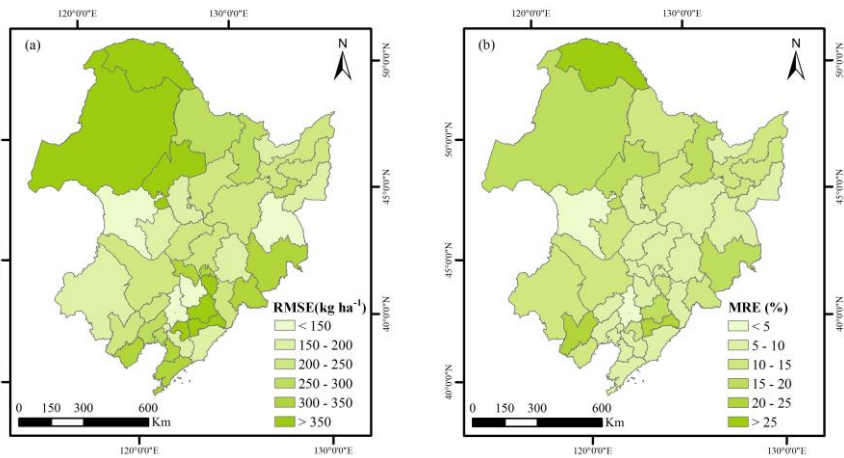 120°0'0"E 130°0'0"E
(a)
N
50°0'0"N
45°0'0"N
40°0'0"N
RMSE(kg ha⁻¹)
< 150
150 - 200
200 - 250
250 - 300
300 - 350
> 350
0 150 300 600
Km
120°0'0"E 130°0'0"E
120°0'0"E 130°0'0"E
(b)
N
50°0'0"N
50°0'0"N
45°0'0"N
45°0'0"N
40°0'0"N
40°0'0"N
MRE (%)
< 5
5 - 10
10 - 15
15 - 20
20 - 25
> 25
0 150 300 600
Km
120°0'0"E 130°0'0"E